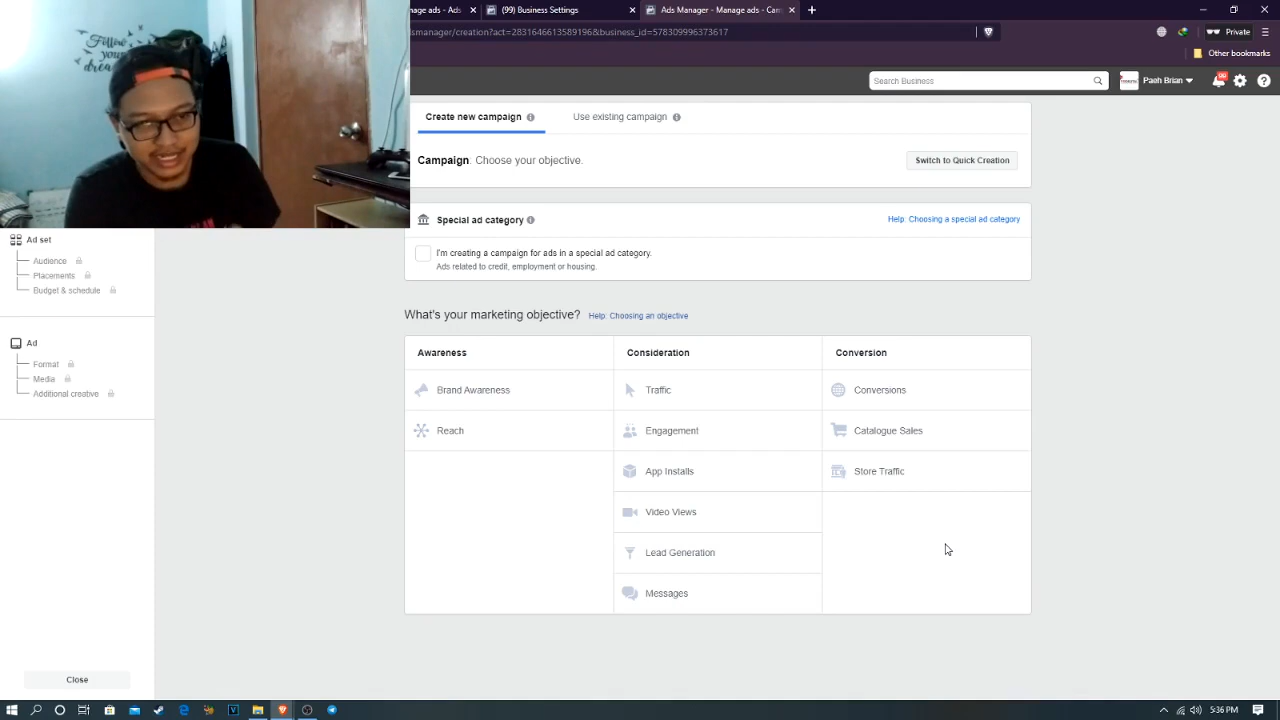 nage ads - Cam
(99) Business Settings
Ads Manager - Manage ads - Cam
smanager/creation?act=2831646613589196&business_id=578309996373617
Private
Other bookmarks
Follow
your
dreams
Search Business
Paeh Brian
Create new campaign
Use existing campaign
Campaign: Choose your objective.
Switch to Quick Creation
Special ad category
Help: Choosing a special ad category
I'm creating a campaign for ads in a special ad category.
Ads related to credit, employment or housing.
Ad set
Audience
Placements
Budget & schedule
Ad
Format
Media
Additional creative
Close
What's your marketing objective?
Help: Choosing an objective
Awareness
Consideration
Conversion
Brand Awareness
Traffic
Conversions
Reach
Engagement
Catalogue Sales
App Installs
Store Traffic
Video Views
Lead Generation
Messages
5:36 PM